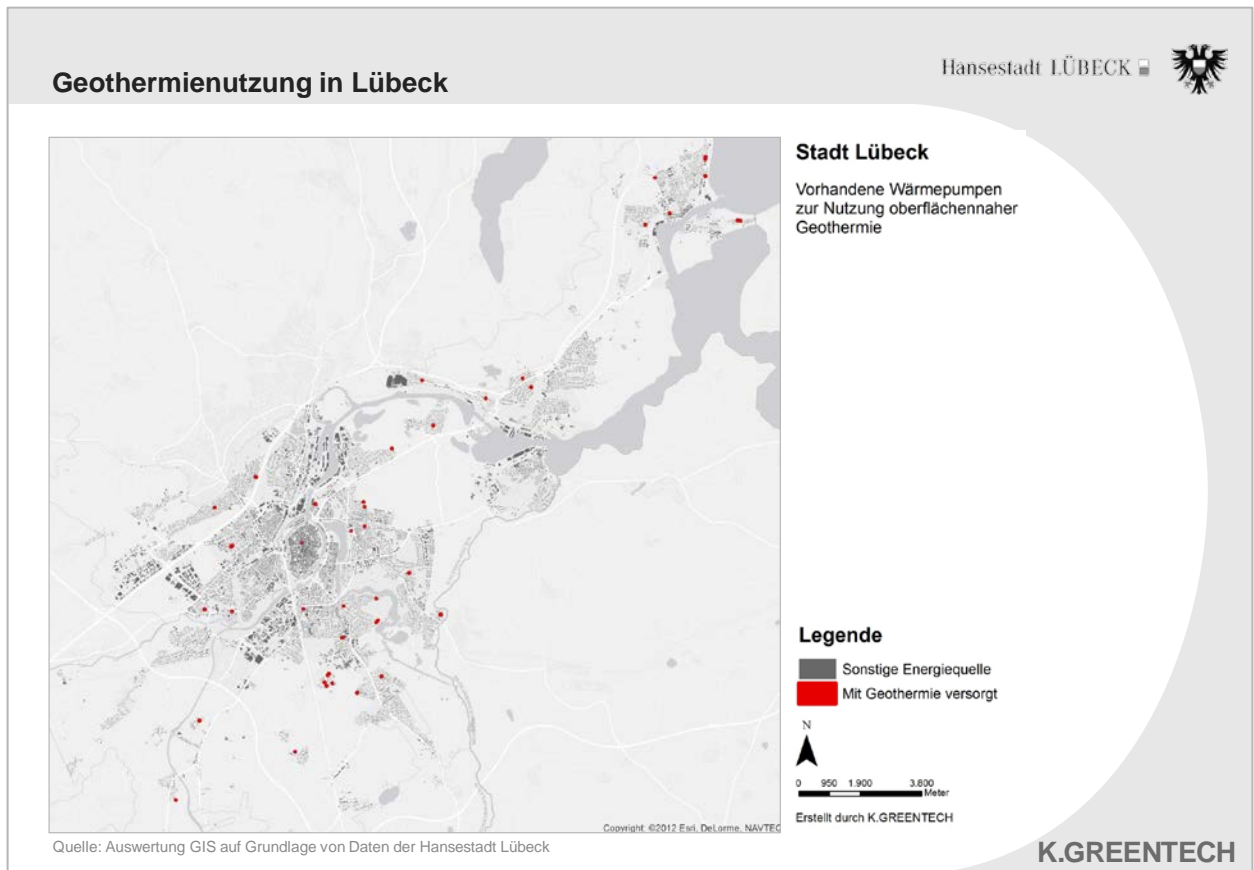 Geothermienutzung in Lübeck
Hansestadt LÜBECK
Stadt Lübeck
Vorhandene Wärmepumpen
zur Nutzung oberflächennaher
Geothermie
Legende
Sonstige Energiequelle
Mit Geothermie versorgt
N
0 950 1.900 3.800
Meter
Erstellt durch K.GREENTECH
Copyright: ©2012 Esri, DeLorme, NAVTEC
Quelle: Auswertung GIS auf Grundlage von Daten der Hansestadt Lübeck
K.GREENTECH